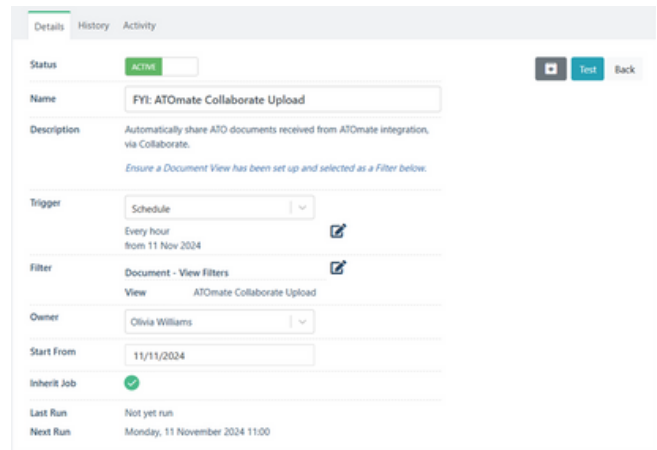 Details History Activity
Status ACTIVE
Test Back
Name FYI: ATOmate Collaborate Upload
Description Automatically share ATO documents received from ATOmate integration,
via Collaborate.
Ensure a Document View has been set up and selected as a Filter below.
Trigger Schedule
Every hour
from 11 Nov 2024
Filter Document - View Filters
View ATOmate Collaborate Upload
Owner Olivia Williams
Start From 11/11/2024
Inherit Job
Last Run Not yet run
Next Run Monday, 11 November 2024 11:00